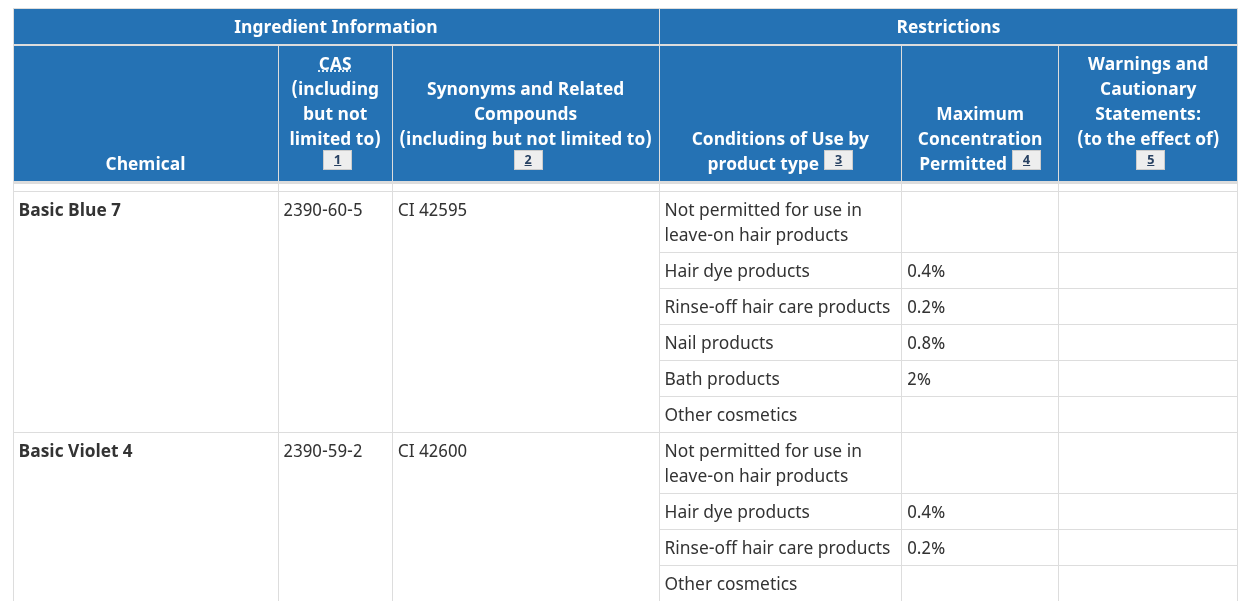 Ingredient Information
Restrictions
Chemical
CAS
(including
but not
limited to)
1
Synonyms and Related
Compounds
(including but not limited to)
2
Conditions of Use by
product type 3
Maximum
Concentration
Permitted 4
Warnings and
Cautionary
Statements:
(to the effect of)
5
Basic Blue 7
2390-60-5
CI 42595
Not permitted for use in
leave-on hair products
Hair dye products
0.4%
Rinse-off hair care products
0.2%
Nail products
0.8%
Bath products
2%
Other cosmetics
Basic Violet 4
2390-59-2
CI 42600
Not permitted for use in
leave-on hair products
Hair dye products
0.4%
Rinse-off hair care products
0.2%
Other cosmetics